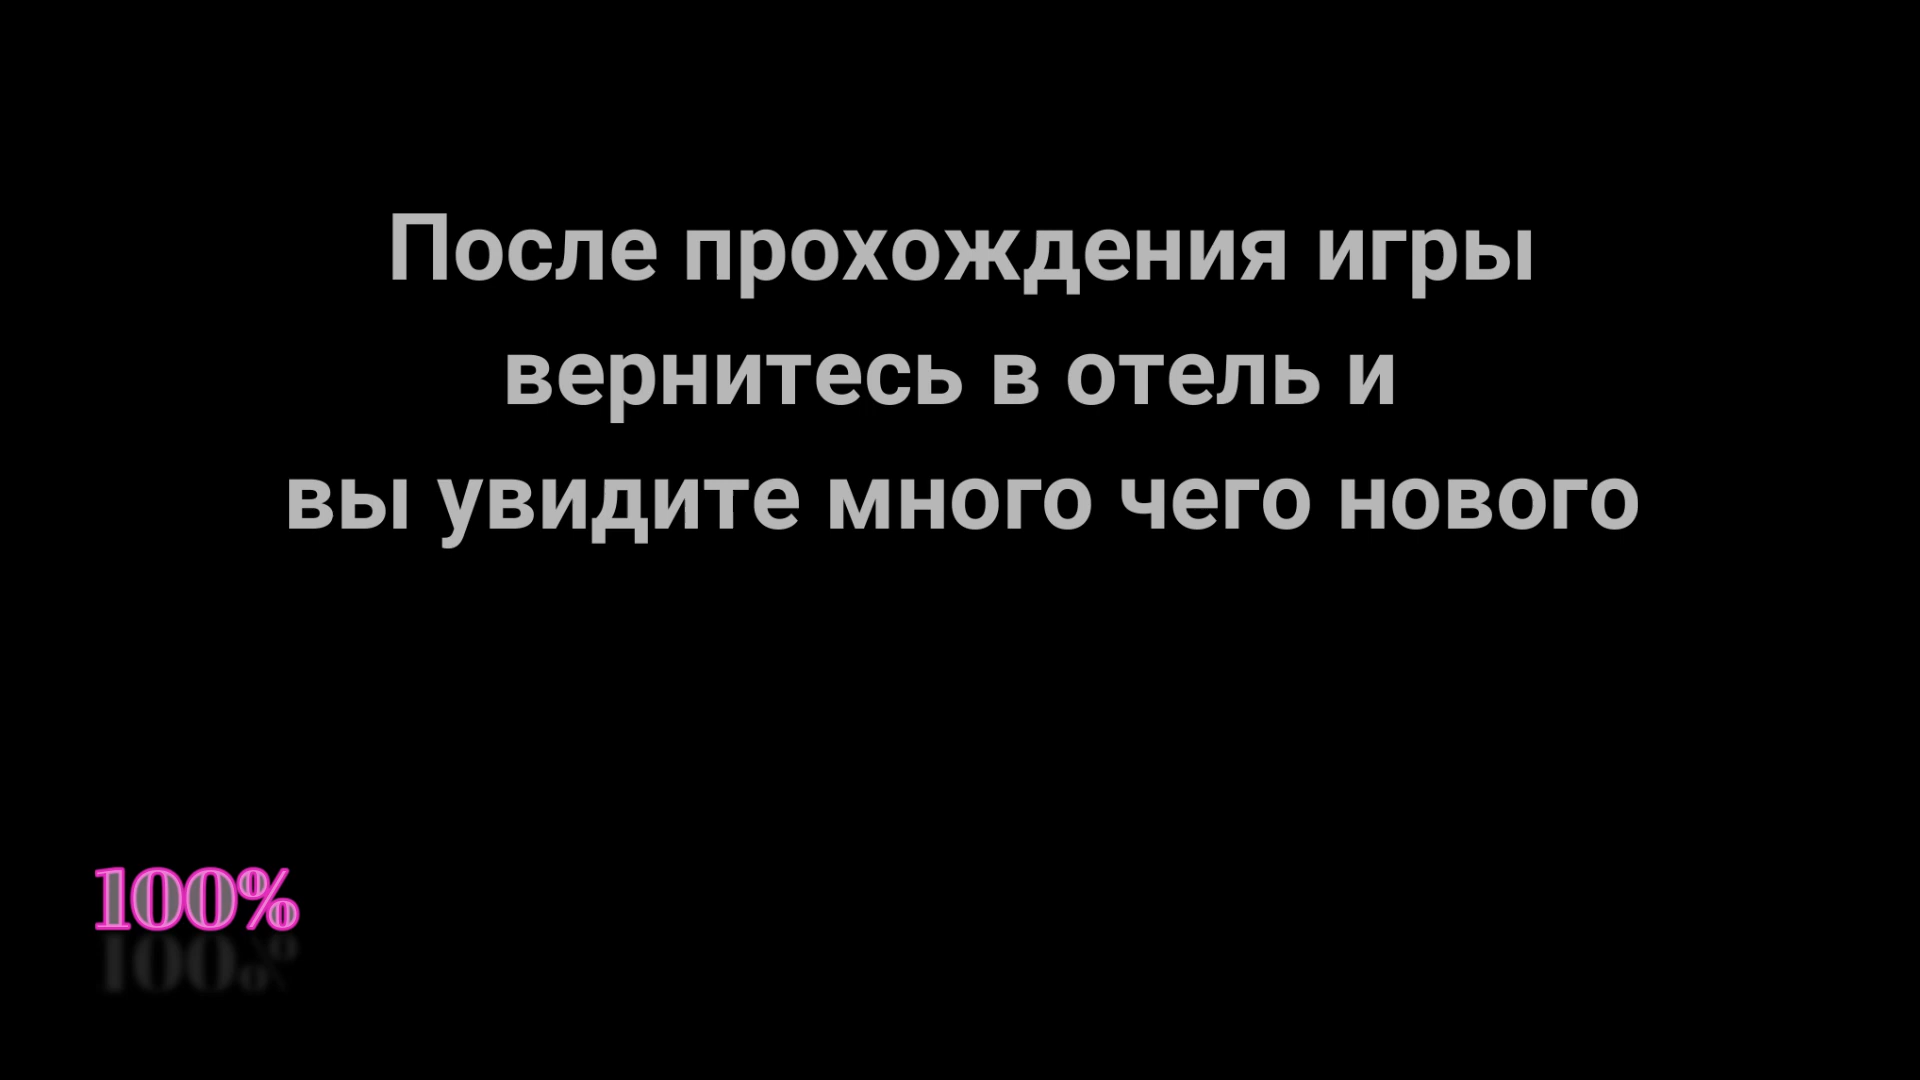 После прохождения игры
вернитесь в отель и
вы увидите много чего нового
100%